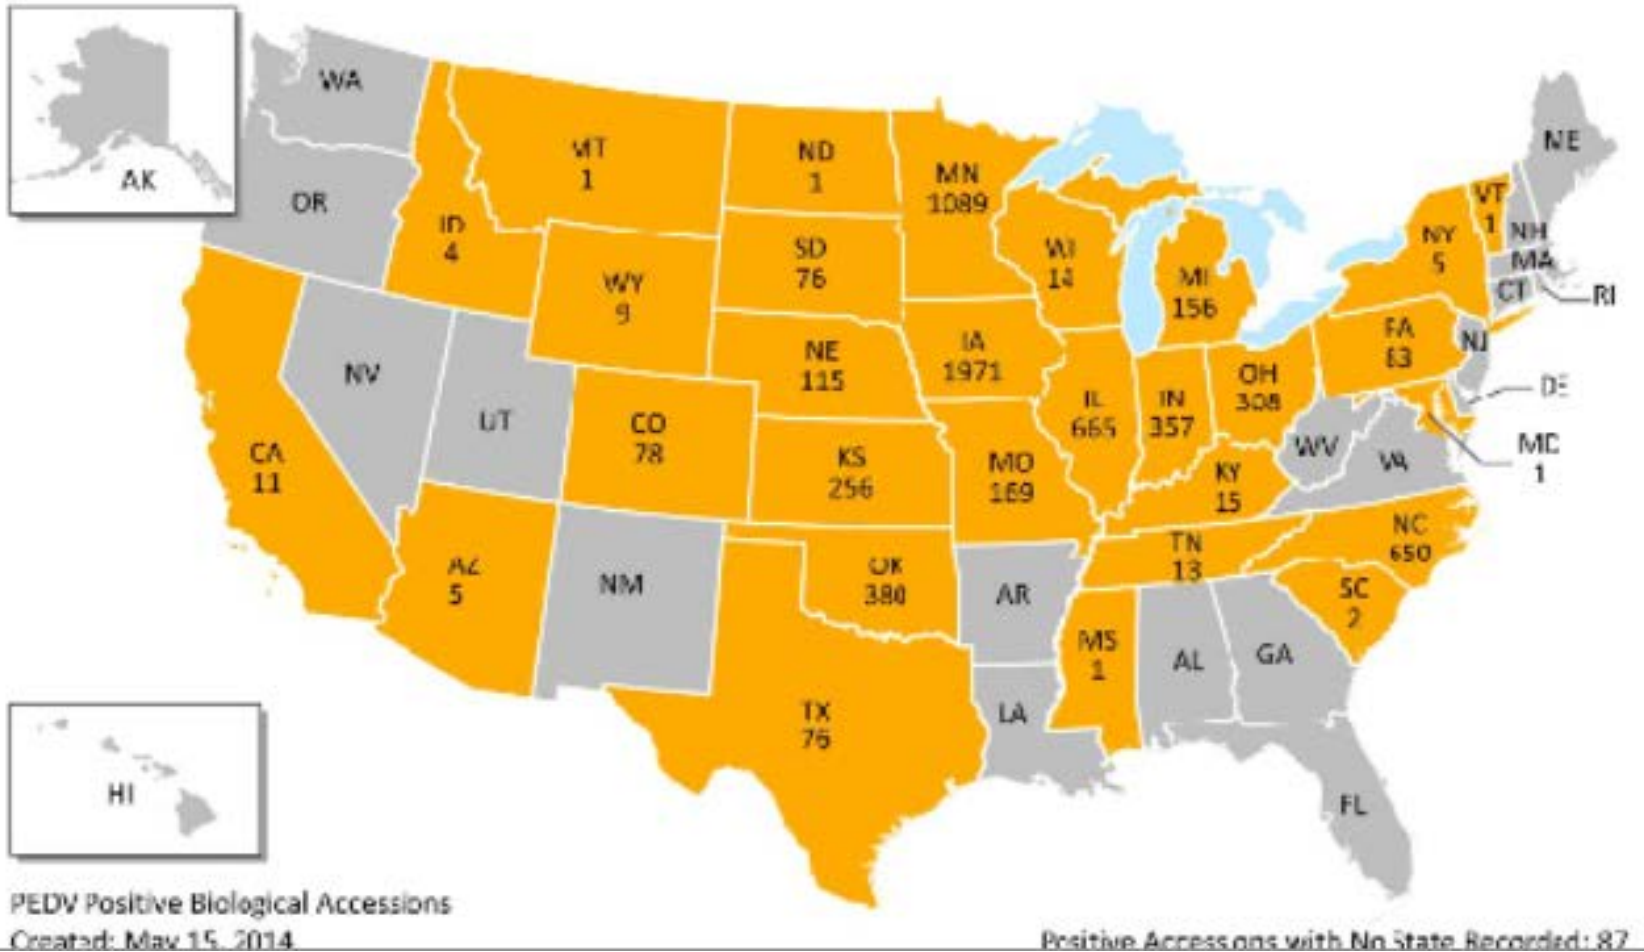 WA
AK
OR
MT
1
ND
1
MN
1089
ID
4
WY
9
SD
76
WI
14
MI
156
NY
5
VT
1
NH
ME
MA
CT
RI
NV
UT
CO
78
NE
115
IA
1971
IL
665
IN
357
OH
308
PA
NJ
DE
MD
1
WV
VA
KY
15
CA
11
AZ
5
NM
KS
256
MO
OK
380
AR
TN
13
NC
650
SC
2
MS
1
AL
GA
TX
LA
FL
HI
PEDV Positive Biological Accessions
Created: May 15, 2014
Positive Accessions with No State Recorded: 87